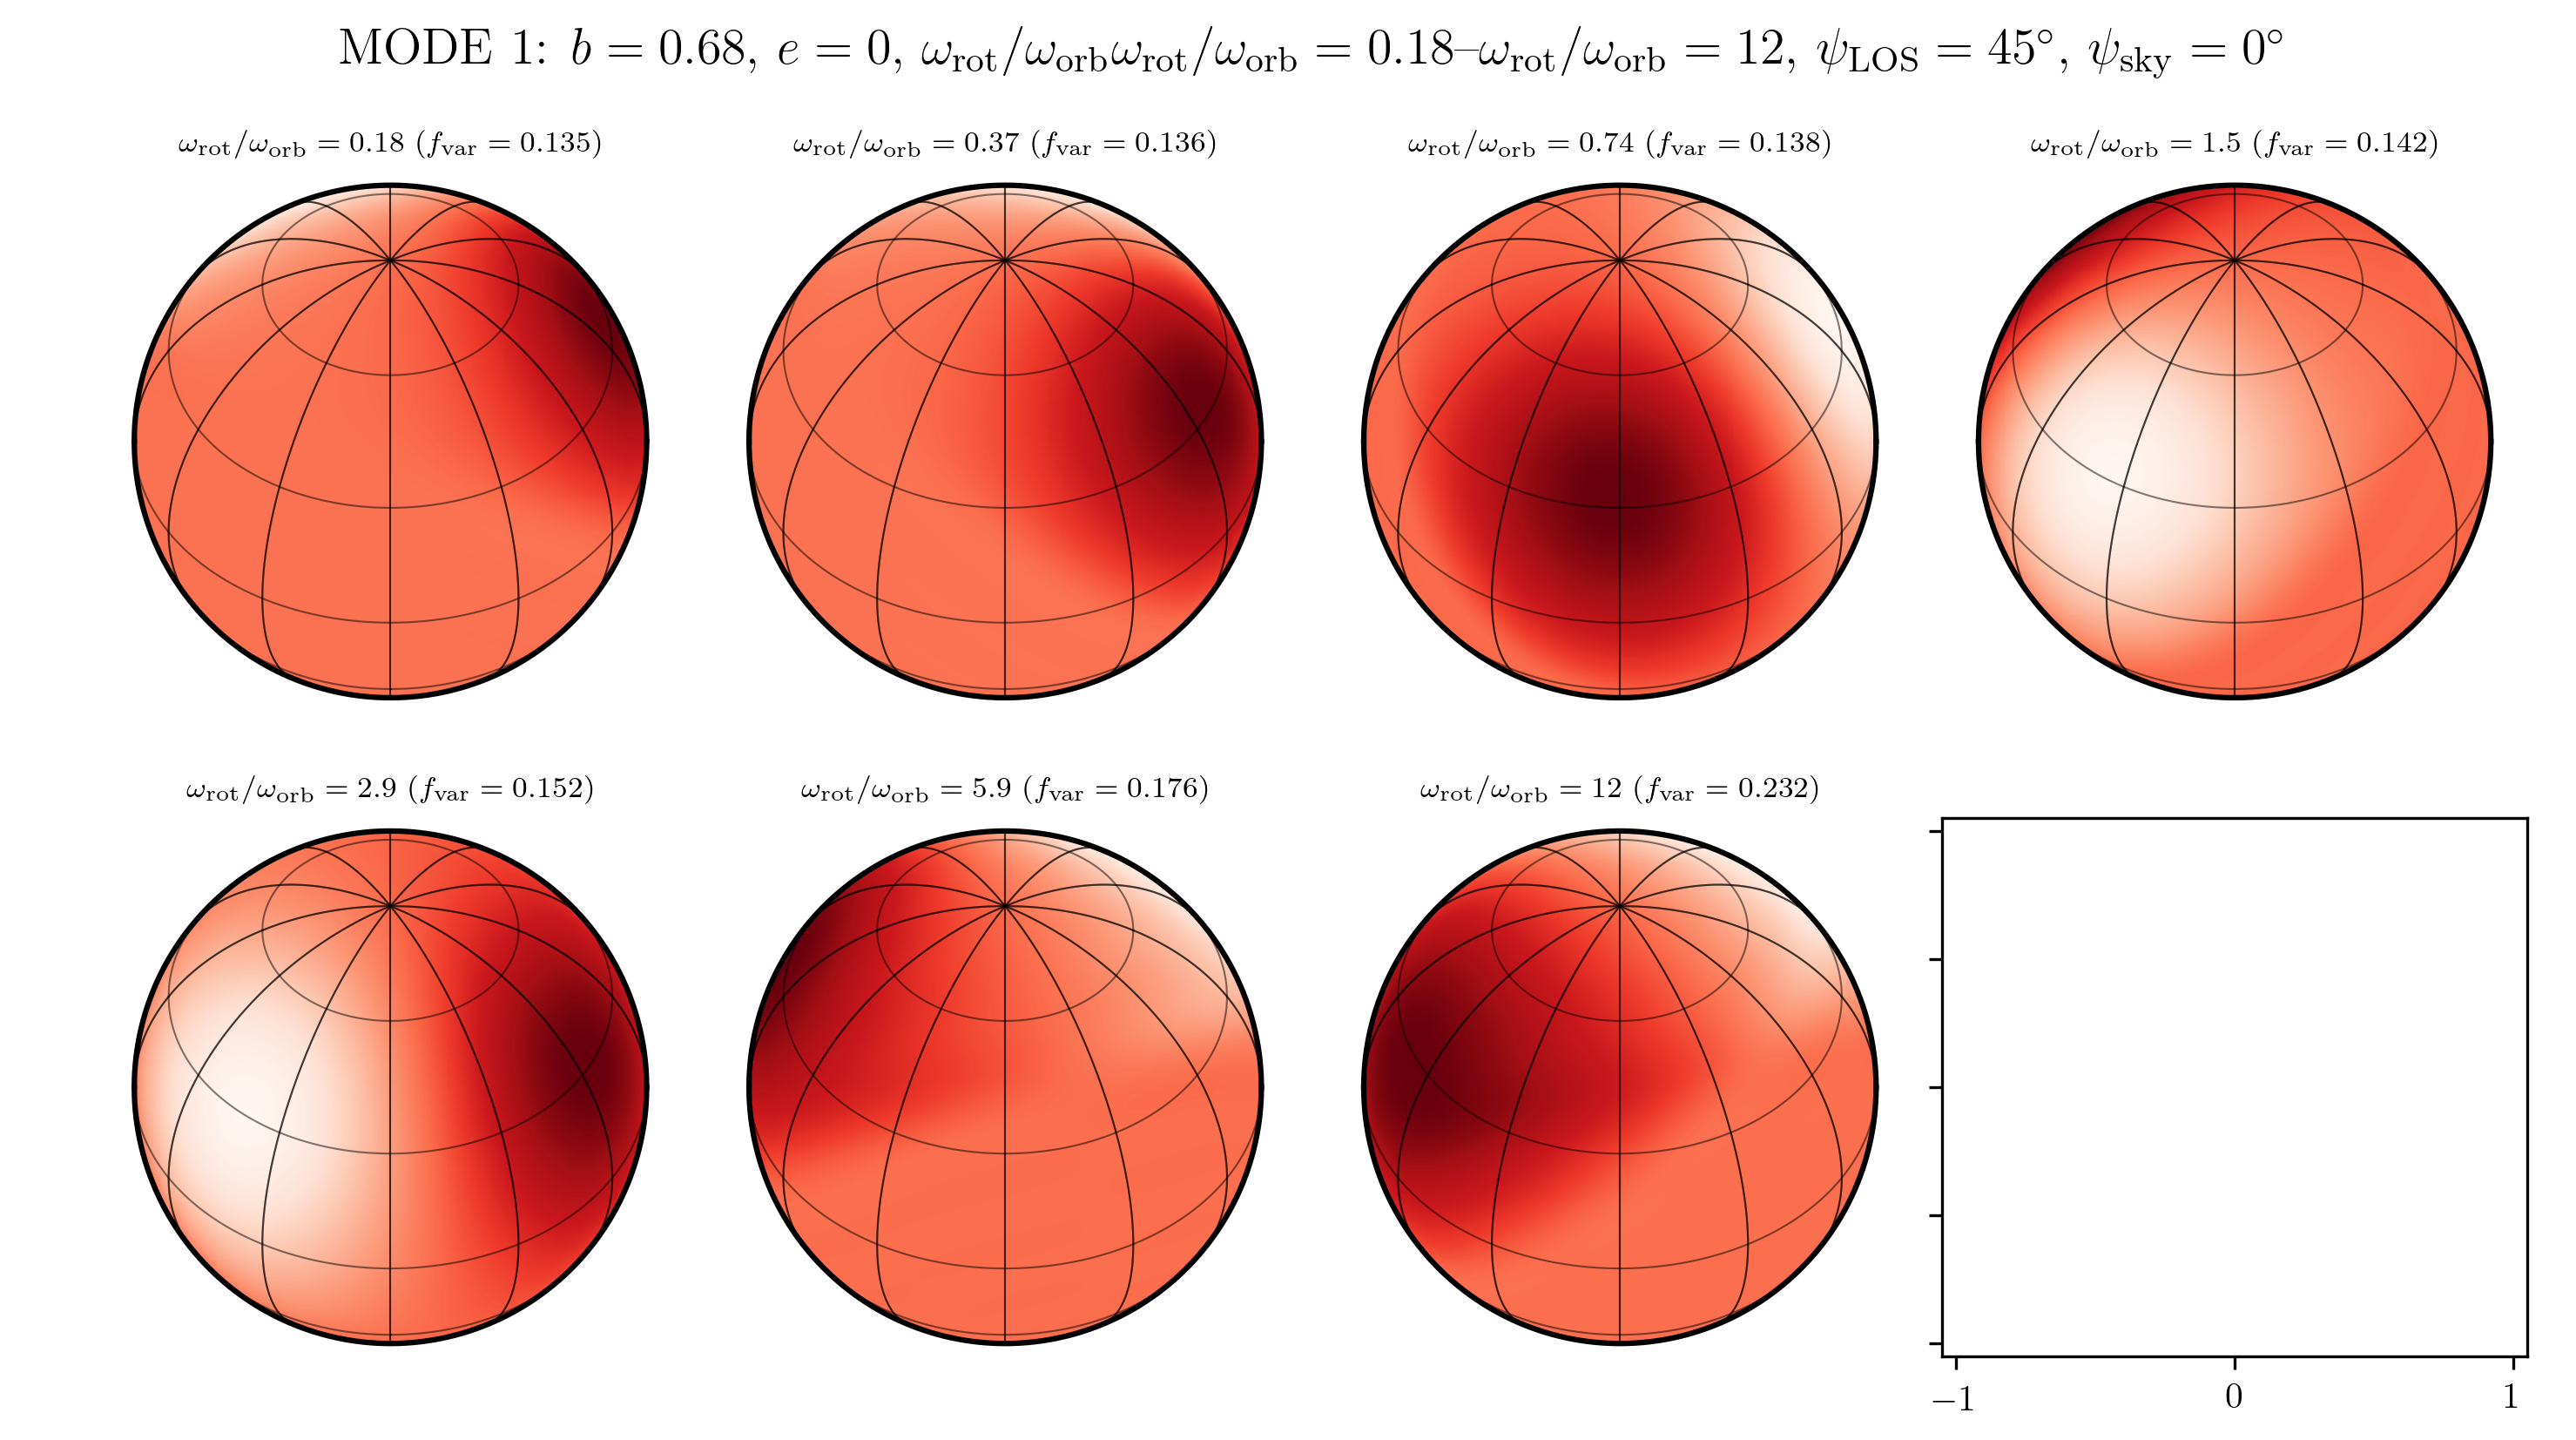 MODE 1: b = 0.68, e = 0, ω_rot/ω_orbω_rot/ω_orb = 0.18–ω_rot/ω_orb = 12, ψ_LOS = 45°, ψ_sky = 0°
ω_rot/ω_orb = 0.18 (f_var = 0.135)
ω_rot/ω_orb = 0.37 (f_var = 0.136)
ω_rot/ω_orb = 0.74 (f_var = 0.138)
ω_rot/ω_orb = 1.5 (f_var = 0.142)
ω_rot/ω_orb = 2.9 (f_var = 0.152)
ω_rot/ω_orb = 5.9 (f_var = 0.176)
ω_rot/ω_orb = 12 (f_var = 0.232)
−1 0 1